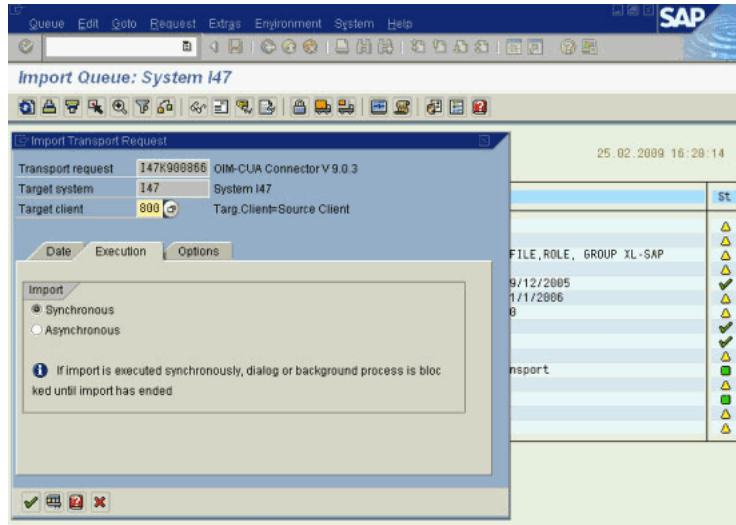 Queue Edit Goto Request Extras Environment System Help
SAP
Import Queue: System I47
Import Transport Request
25.02.2009 16:20:14
Transport request I47K900866 OIM-CUA Connector V 9.0.3
Target system I47 System I47
Target client 800 Targ.Client=Source Client
St
Date Execution Options
FILE,ROLE, GROUP XL-SAP
Import
9/12/2005
Synchronous
1/1/2006
Asynchronous
If import is executed synchronously, dialog or background process is bloc
nsport
ked until import has ended